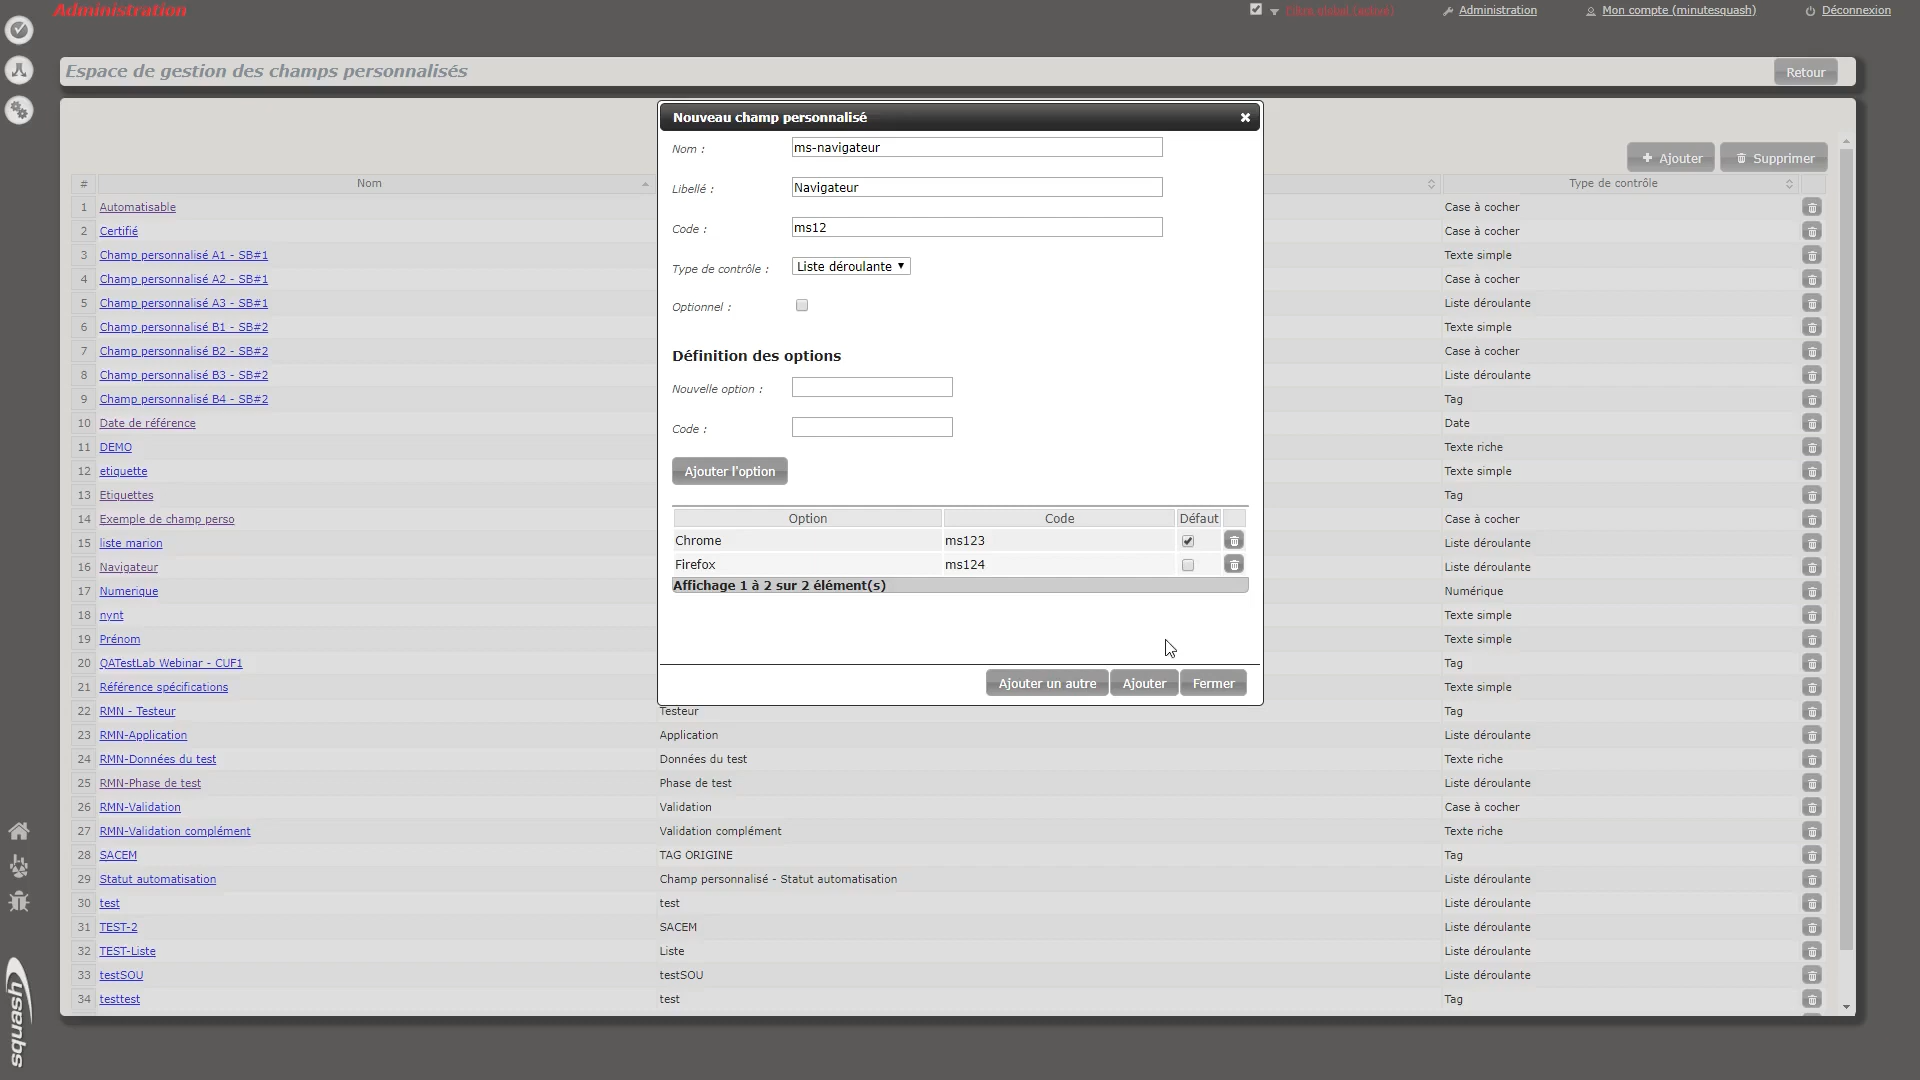 Administration
Filtre global (activé)
Administration
Mon compte (minutesquash)
Déconnexion
Espace de gestion des champs personnalisés
Retour
Nouveau champ personnalisé
Nom :
ms-navigateur
Libellé :
Navigateur
Code :
ms12
Type de contrôle :
Liste déroulante
Optionnel :
Définition des options
Nouvelle option :
Code :
Ajouter l'option
Option Code Défaut
Chrome ms123
Firefox ms124
Affichage 1 à 2 sur 2 élément(s)
Ajouter un autre
Ajouter
Fermer
Ajouter
Supprimer
# Nom Type de contrôle
1 Automatisable Case à cocher
2 Certifié Case à cocher
3 Champ personnalisé A1 - SB#1 Texte simple
4 Champ personnalisé A2 - SB#1 Case à cocher
5 Champ personnalisé A3 - SB#1 Liste déroulante
6 Champ personnalisé B1 - SB#2 Texte simple
7 Champ personnalisé B2 - SB#2 Case à cocher
8 Champ personnalisé B3 - SB#2 Liste déroulante
9 Champ personnalisé B4 - SB#2 Tag
10 Date de référence Date
11 DEMO Texte riche
12 etiquette Texte simple
13 Etiquettes Tag
14 Exemple de champ perso Case à cocher
15 liste marion Liste déroulante
16 Navigateur Liste déroulante
17 Numerique Numérique
18 nynt Texte simple
19 Prénom Texte simple
20 QATestLab Webinar - CUF1 Tag
21 Référence spécifications Texte simple
22 RMN - Testeur Testeur Tag
23 RMN-Application Application Liste déroulante
24 RMN-Données du test Données du test Texte riche
25 RMN-Phase de test Phase de test Liste déroulante
26 RMN-Validation Validation Case à cocher
27 RMN-Validation complément Validation complément Texte riche
28 SACEM TAG ORIGINE Tag
29 Statut automatisation Champ personnalisé - Statut automatisation Liste déroulante
30 test test Liste déroulante
31 TEST-2 SACEM Liste déroulante
32 TEST-Liste Liste Liste déroulante
33 testSOU testSOU Liste déroulante
34 testtest test Tag
squash